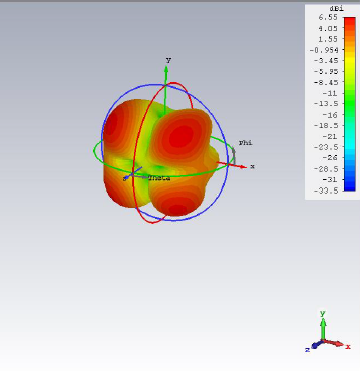 dBi
6.55
4.05
1.55
-0.954
-3.45
-5.95
-8.45
-11
-13.5
-16
-18.5
-21
-23.5
-26
-28.5
-31
-33.5
y
Phi
x
Theta
z
y
z
x